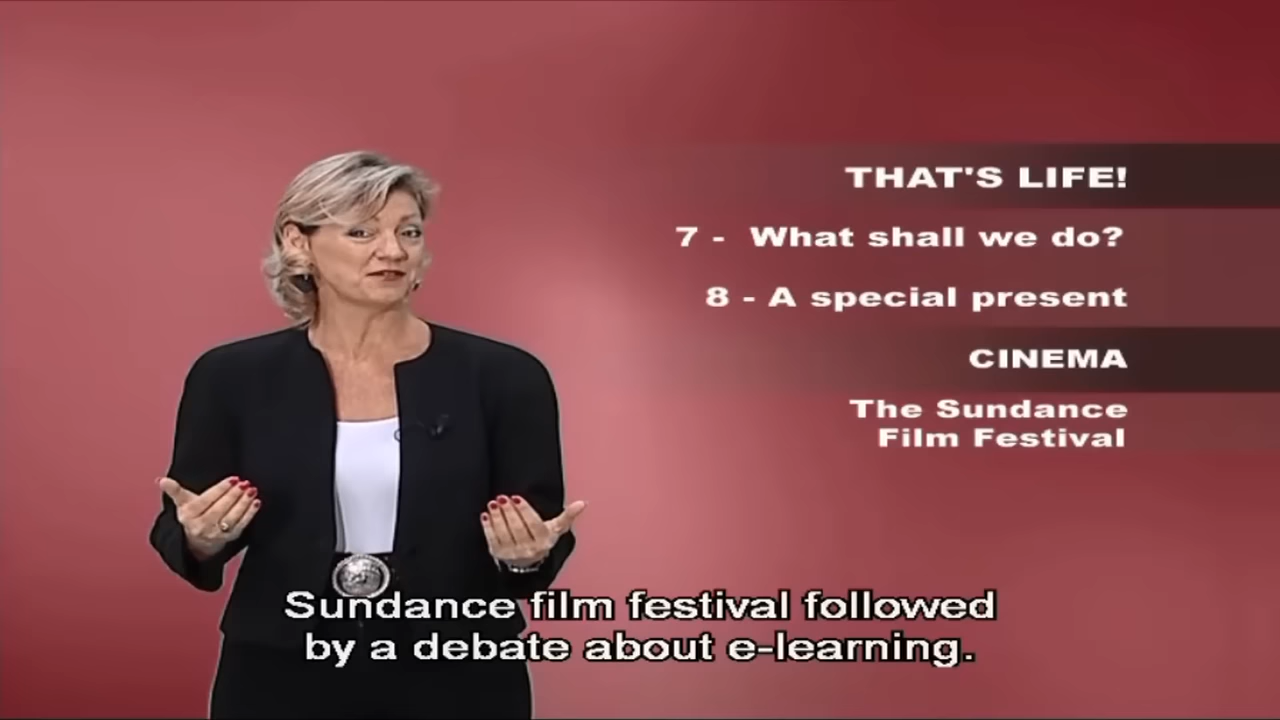 THAT'S LIFE!
7 - What shall we do?
8 - A special present
CINEMA
The Sundance
Film Festival
Sundance film festival followed
by a debate about e-learning.